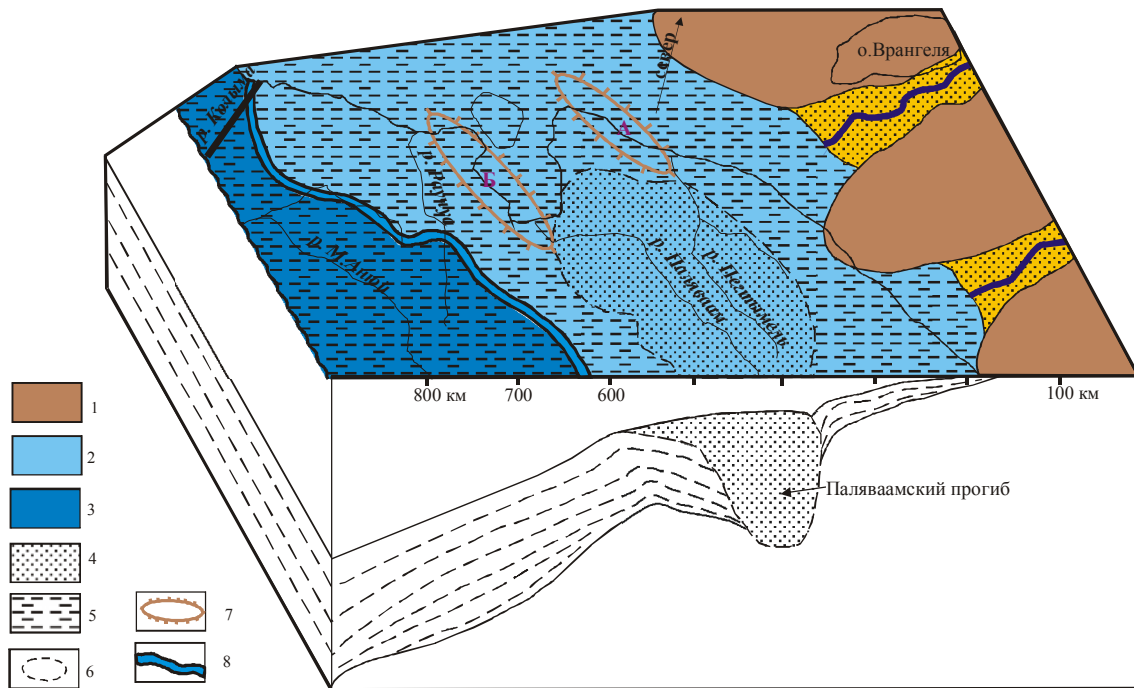 о.Врангеля
север
р. Колыма
А
Б
р. Раучуа
р. М.Анюй
р. Паляваам
р. Пегтымель
800 км
700
600
100 км
Паляваамский прогиб
1
2
3
4
5
6
7
8